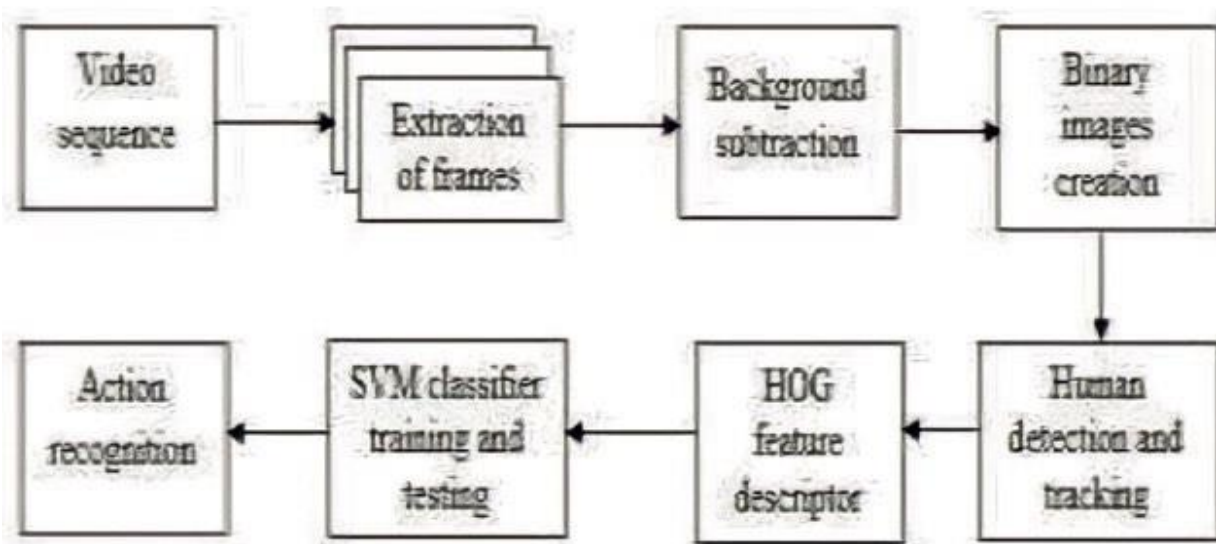 Video
sequence
Extraction
of frames
Background
subtraction
Binary
images
creation
Human
detection and
tracking
HOG
feature
descriptor
SVM classifier
training and
testing
Action
recognition